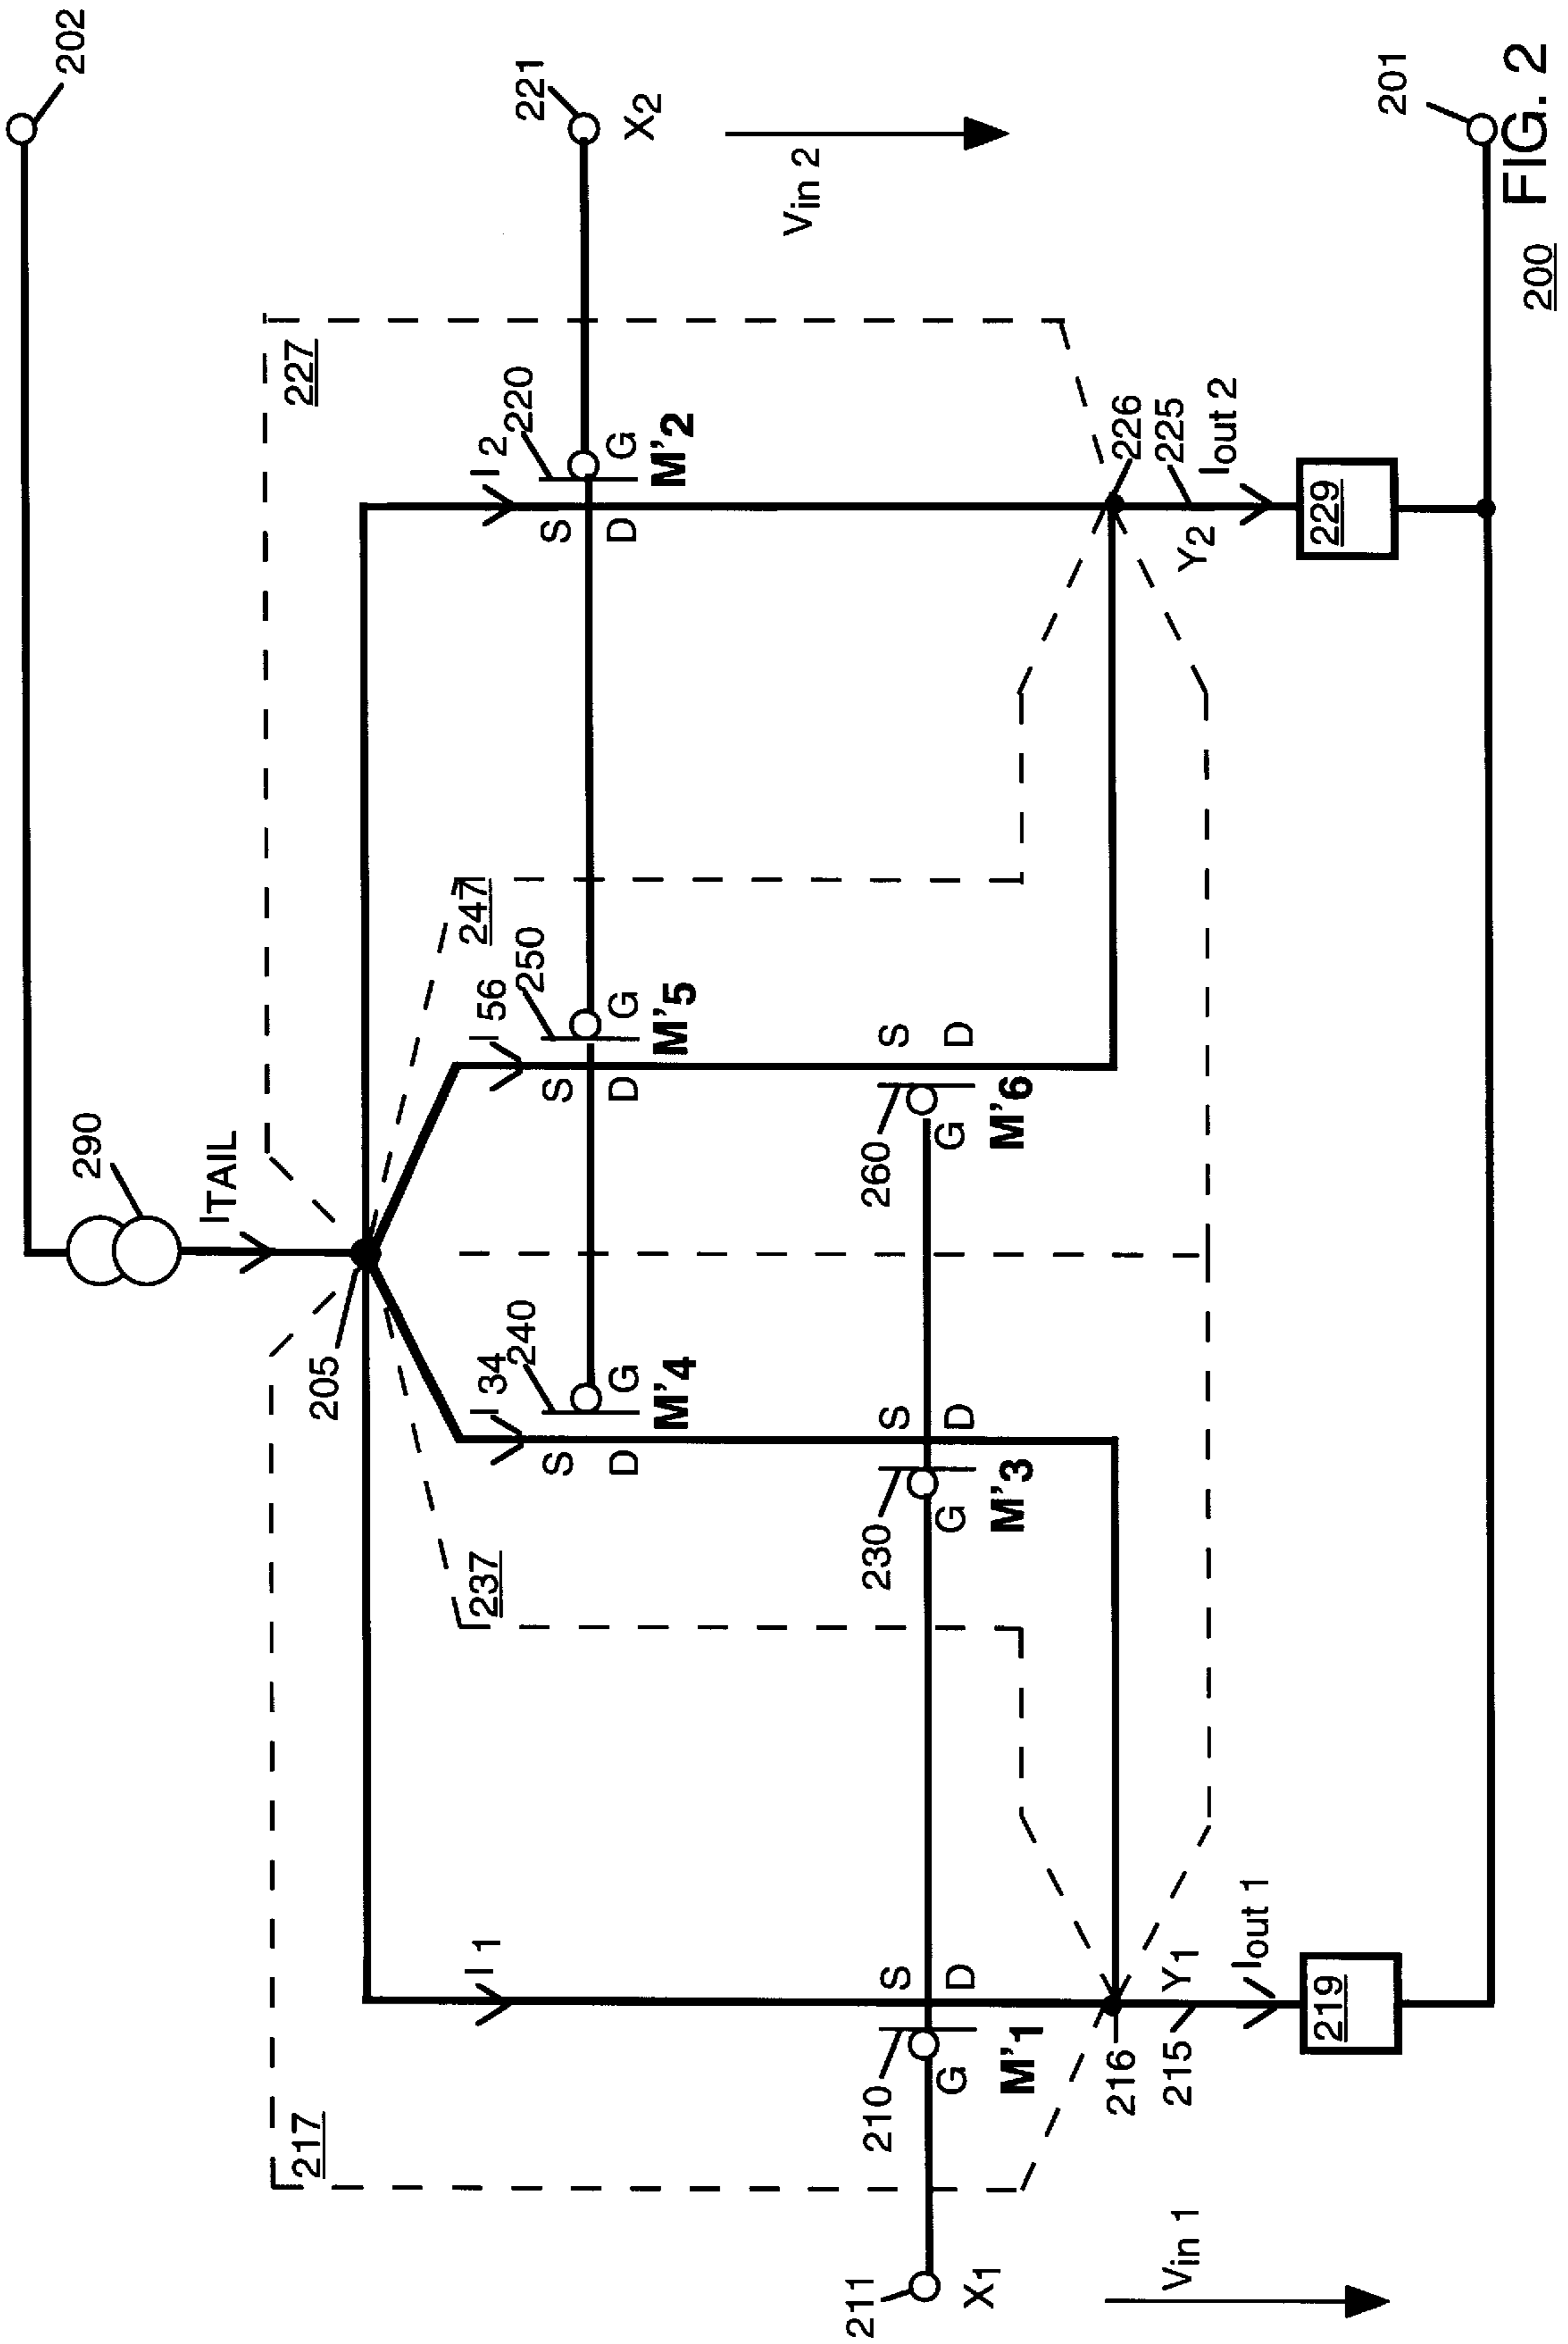 202
290
I TAIL
205
227
221
X2
Vin 2
I2
220
S
G
D
M'2
247
I56
250
S
G
D
M'5
I34
240
S
G
D
M'4
237
217
I1
210
S
G
D
M'1
230
S
G
D
M'3
260
S
G
D
M'6
211
X1
Vin 1
216
215
Y1
Iout 1
219
226
225
Y2
Iout 2
229
201
200
FIG. 2